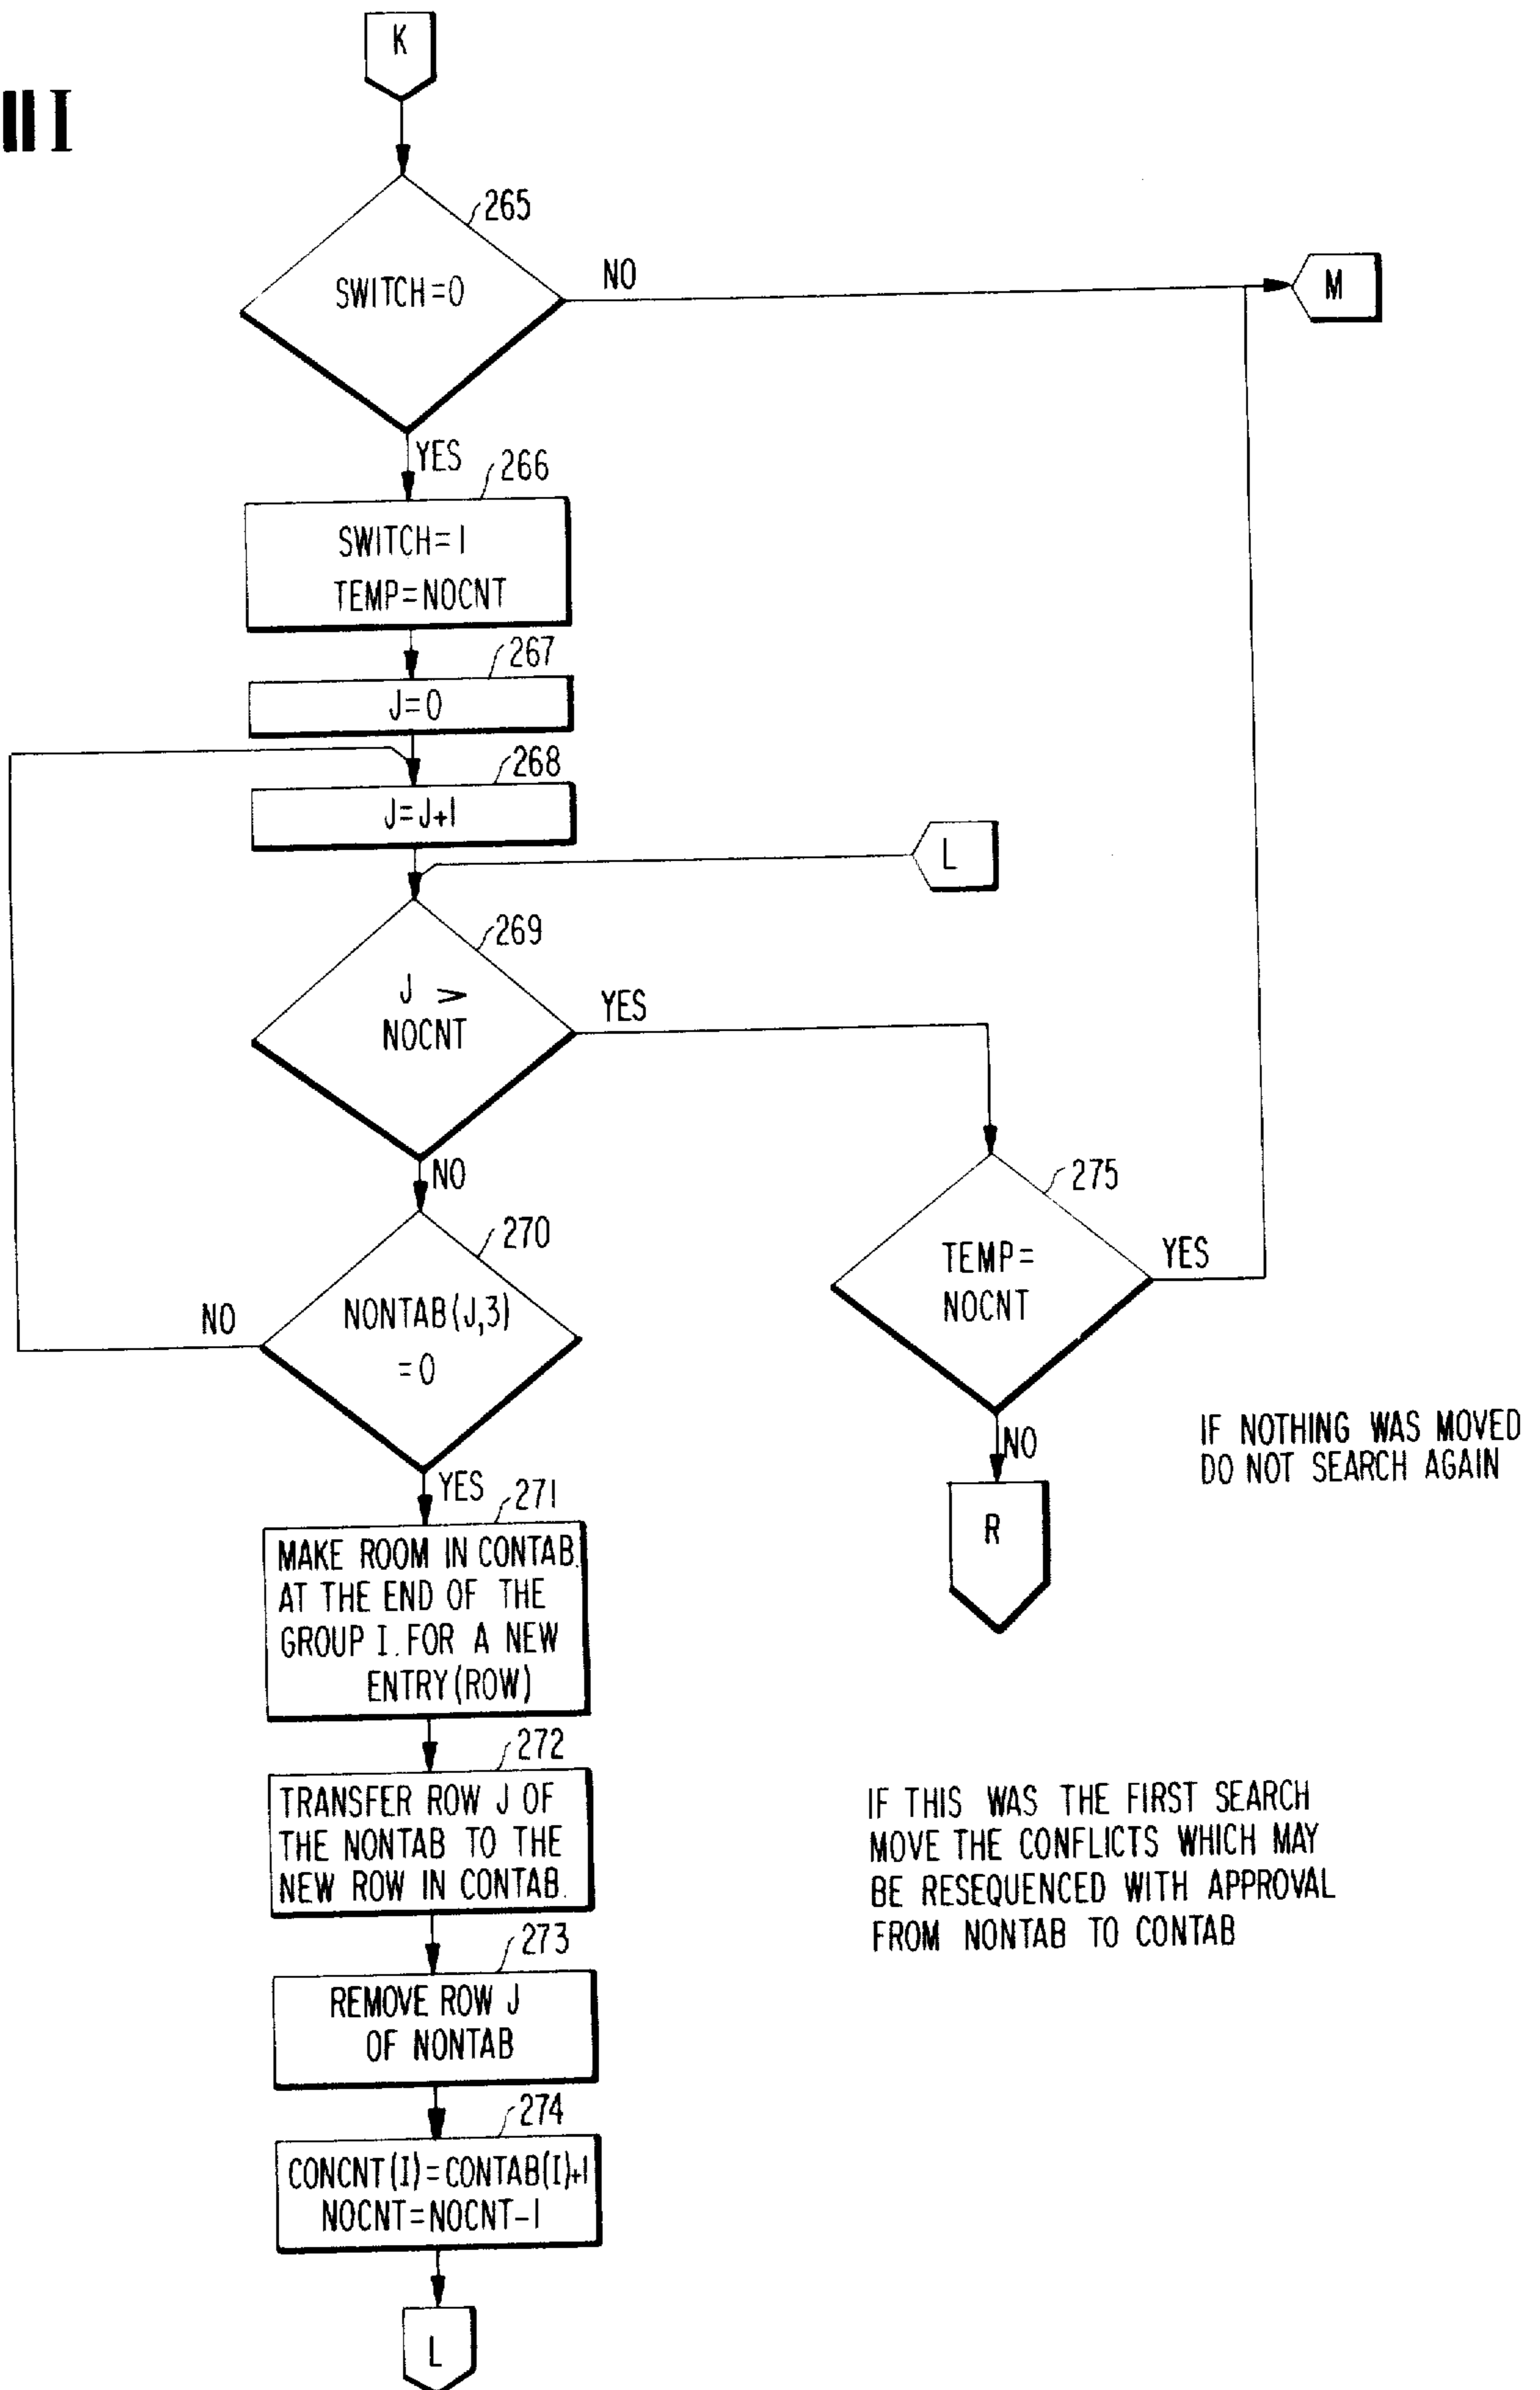 K
III
265
SWITCH=0
NO
M
YES
266
SWITCH=1
TEMP=NOCNT
267
J=0
268
J=J+1
L
269
J >
NOCNT
YES
NO
275
TEMP=
NOCNT
YES
270
NONTAB(J,3)
=0
NO
NO
IF NOTHING WAS MOVED
DO NOT SEARCH AGAIN
R
YES
271
MAKE ROOM IN CONTAB.
AT THE END OF THE
GROUP I. FOR A NEW
ENTRY(ROW)
272
TRANSFER ROW J OF
THE NONTAB TO THE
NEW ROW IN CONTAB.
IF THIS WAS THE FIRST SEARCH
MOVE THE CONFLICTS WHICH MAY
BE RESEQUENCED WITH APPROVAL
FROM NONTAB TO CONTAB
273
REMOVE ROW J
OF NONTAB
274
CONCNT(I)=CONTAB(I)+1
NOCNT=NOCNT-1
L